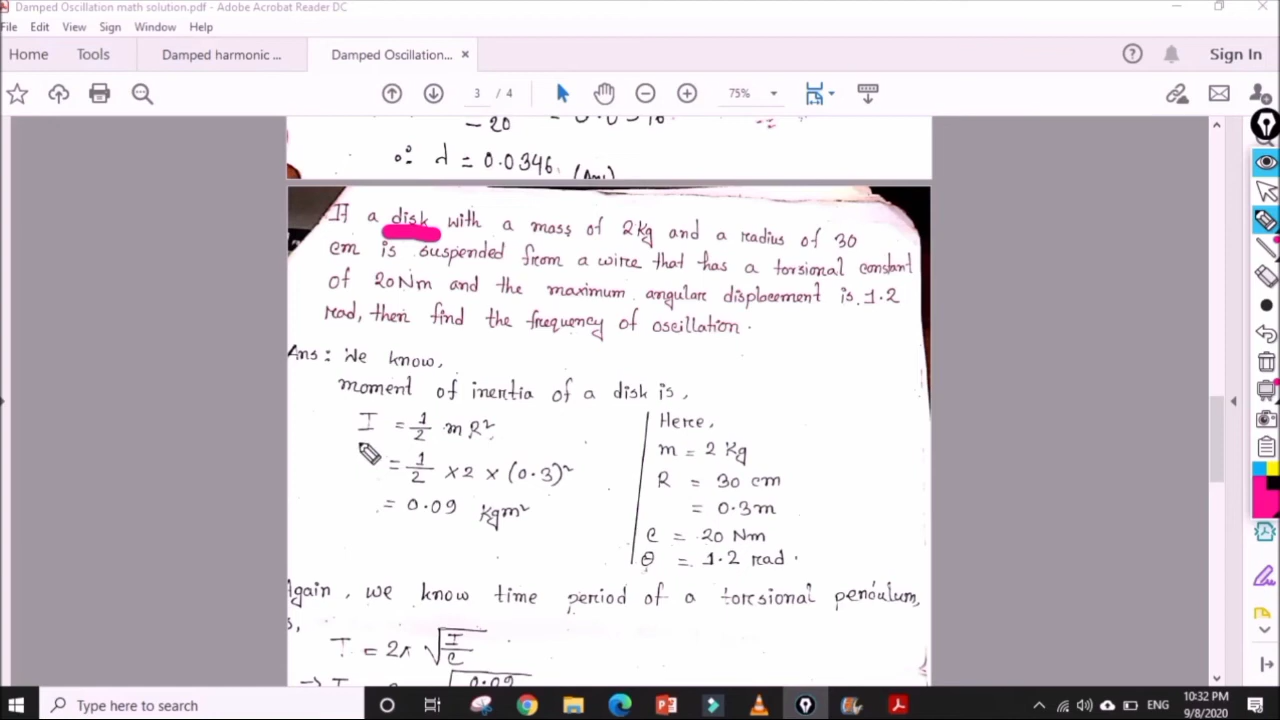 Damped Oscillation math solution.pdf - Adobe Acrobat Reader DC
File Edit View Sign Window Help
Home Tools Damped harmonic ... Damped Oscillation... × Sign In
3 / 4 75%
- 20
∴ d = 0.0346. (Ans)
If a disk with a mass of 2kg and a radius of 30
cm is suspended from a wire that has a torsional constant
of 20Nm and the maximum angular displacement is 1.2
rad, then find the frequency of oscillation.
Ans: We know,
moment of inertia of a disk is,
I = 1/2 mR²
= 1/2 × 2 × (0.3)²
= 0.09 kgm²
Here,
m = 2 Kg
R = 30 cm
= 0.3m
C = 20 Nm
θ = 1.2 rad.
Again, we know time period of a torsional pendulum,
s,
T = 2π √(I/C)
→ T
0.09
Type here to search
ENG
10:32 PM
9/8/2020